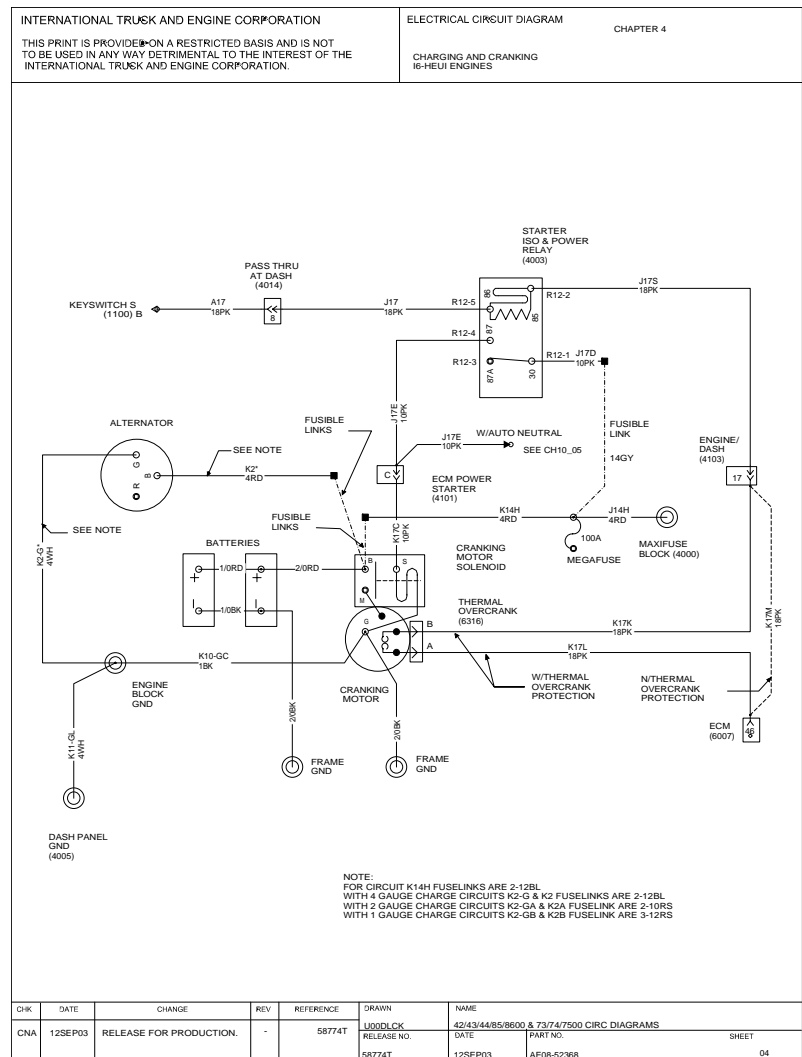 INTERNATIONAL TRUCK AND ENGINE CORPORATION
THIS PRINT IS PROVIDED ON A RESTRICTED BASIS AND IS NOT
TO BE USED IN ANY WAY DETRIMENTAL TO THE INTEREST OF THE
INTERNATIONAL TRUCK AND ENGINE CORPORATION.
ELECTRICAL CIRCUIT DIAGRAM
CHAPTER 4
CHARGING AND CRANKING
I6-HEUI ENGINES
STARTER
ISO & POWER
RELAY
(4003)
PASS THRU
AT DASH
(4014)
KEYSWITCH S
(1100) B
A17
18PK
8
J17
18PK
R12-5
86
85
R12-2
J17S
18PK
R12-4
87
R12-3
87A
30
R12-1
J17D
10PK
J17E
10PK
FUSIBLE
LINKS
ALTERNATOR
G
B
R
SEE NOTE
K2*
4RD
J17E
10PK
W/AUTO NEUTRAL
SEE CH10_05
FUSIBLE
LINK
14GY
ENGINE/
DASH
(4103)
17
C
ECM POWER
STARTER
(4101)
SEE NOTE
K2-G*
4WH
FUSIBLE
LINKS
K17C
10PK
K14H
4RD
J14H
4RD
100A
MEGAFUSE
MAXIFUSE
BLOCK (4000)
BATTERIES
1/0RD
2/0RD
1/0BK
+
+
B
S
M
G
CRANKING
MOTOR
SOLENOID
THERMAL
OVERCRANK
(6316)
B
A
K17K
18PK
K17L
18PK
K17M
18PK
K10-GC
1BK
ENGINE
BLOCK
GND
CRANKING
MOTOR
W/THERMAL
OVERCRANK
PROTECTION
N/THERMAL
OVERCRANK
PROTECTION
ECM
(6007)
46
K11-GL
4WH
2/0BK
2/0BK
FRAME
GND
FRAME
GND
DASH PANEL
GND
(4005)
NOTE:
FOR CIRCUIT K14H FUSELINKS ARE 2-12BL
WITH 4 GAUGE CHARGE CIRCUITS K2-G & K2 FUSELINKS ARE 2-12BL
WITH 2 GAUGE CHARGE CIRCUITS K2-GA & K2A FUSELINK ARE 2-10RS
WITH 1 GAUGE CHARGE CIRCUITS K2-GB & K2B FUSELINK ARE 3-12RS
CHK DATE CHANGE REV REFERENCE DRAWN NAME
CNA 12SEP03 RELEASE FOR PRODUCTION. - 58774T U00DLCK 42/43/44/85/8600 & 73/74/7500 CIRC DIAGRAMS
RELEASE NO. DATE PART NO. SHEET
58774T 12SEP03 AE08-52368 04